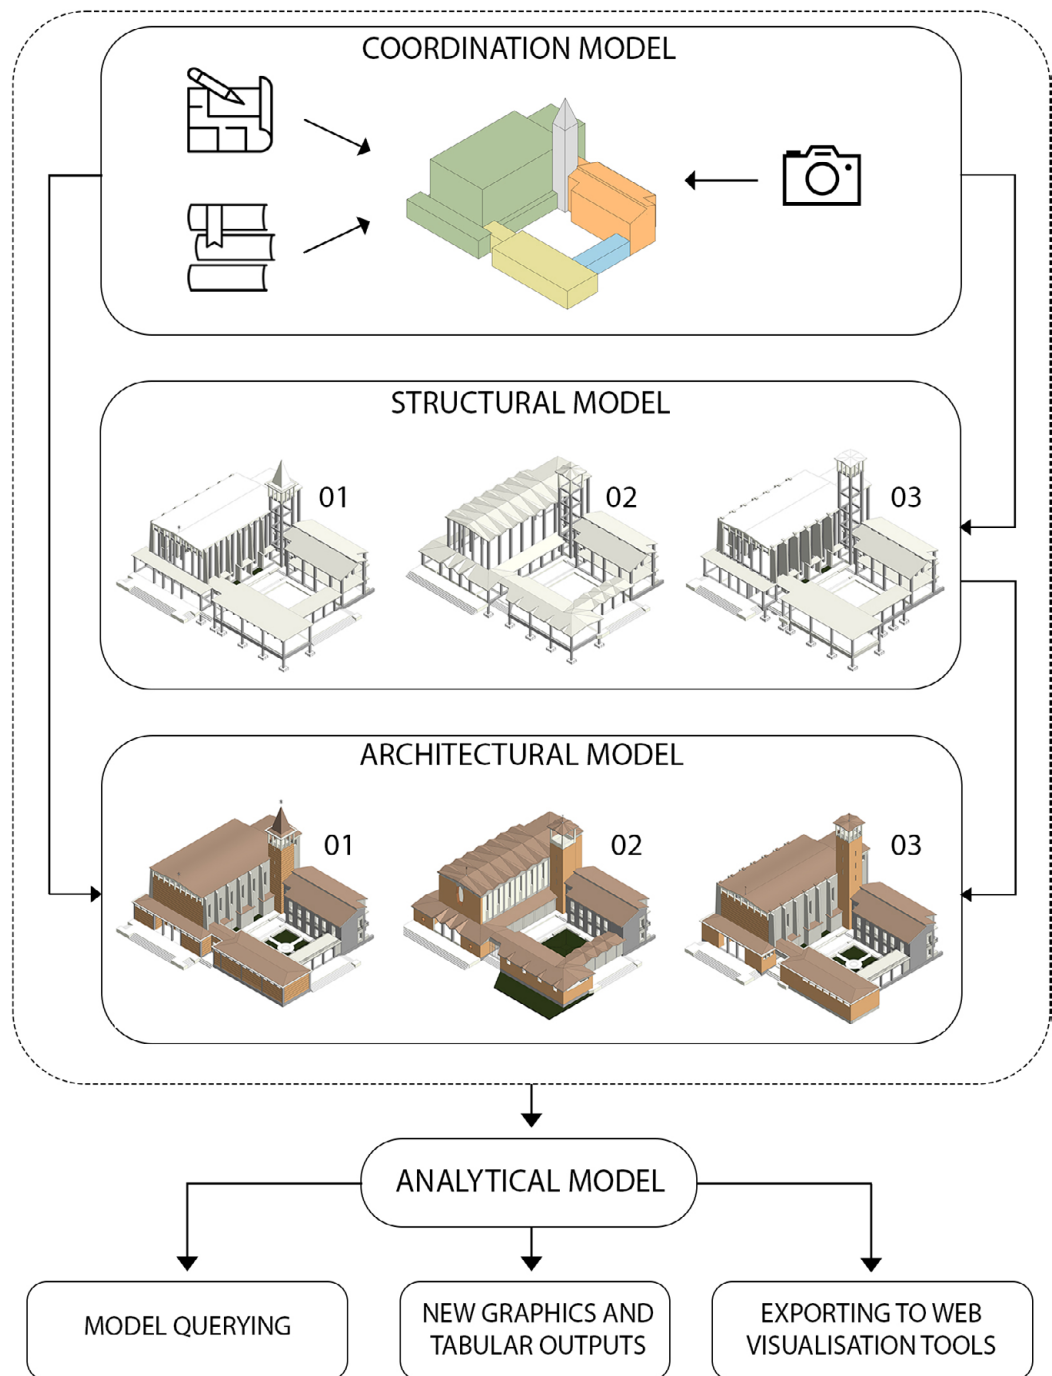 COORDINATION MODEL
STRUCTURAL MODEL
01
02
03
ARCHITECTURAL MODEL
01
02
03
ANALYTICAL MODEL
MODEL QUERYING
NEW GRAPHICS AND
TABULAR OUTPUTS
EXPORTING TO WEB
VISUALISATION TOOLS